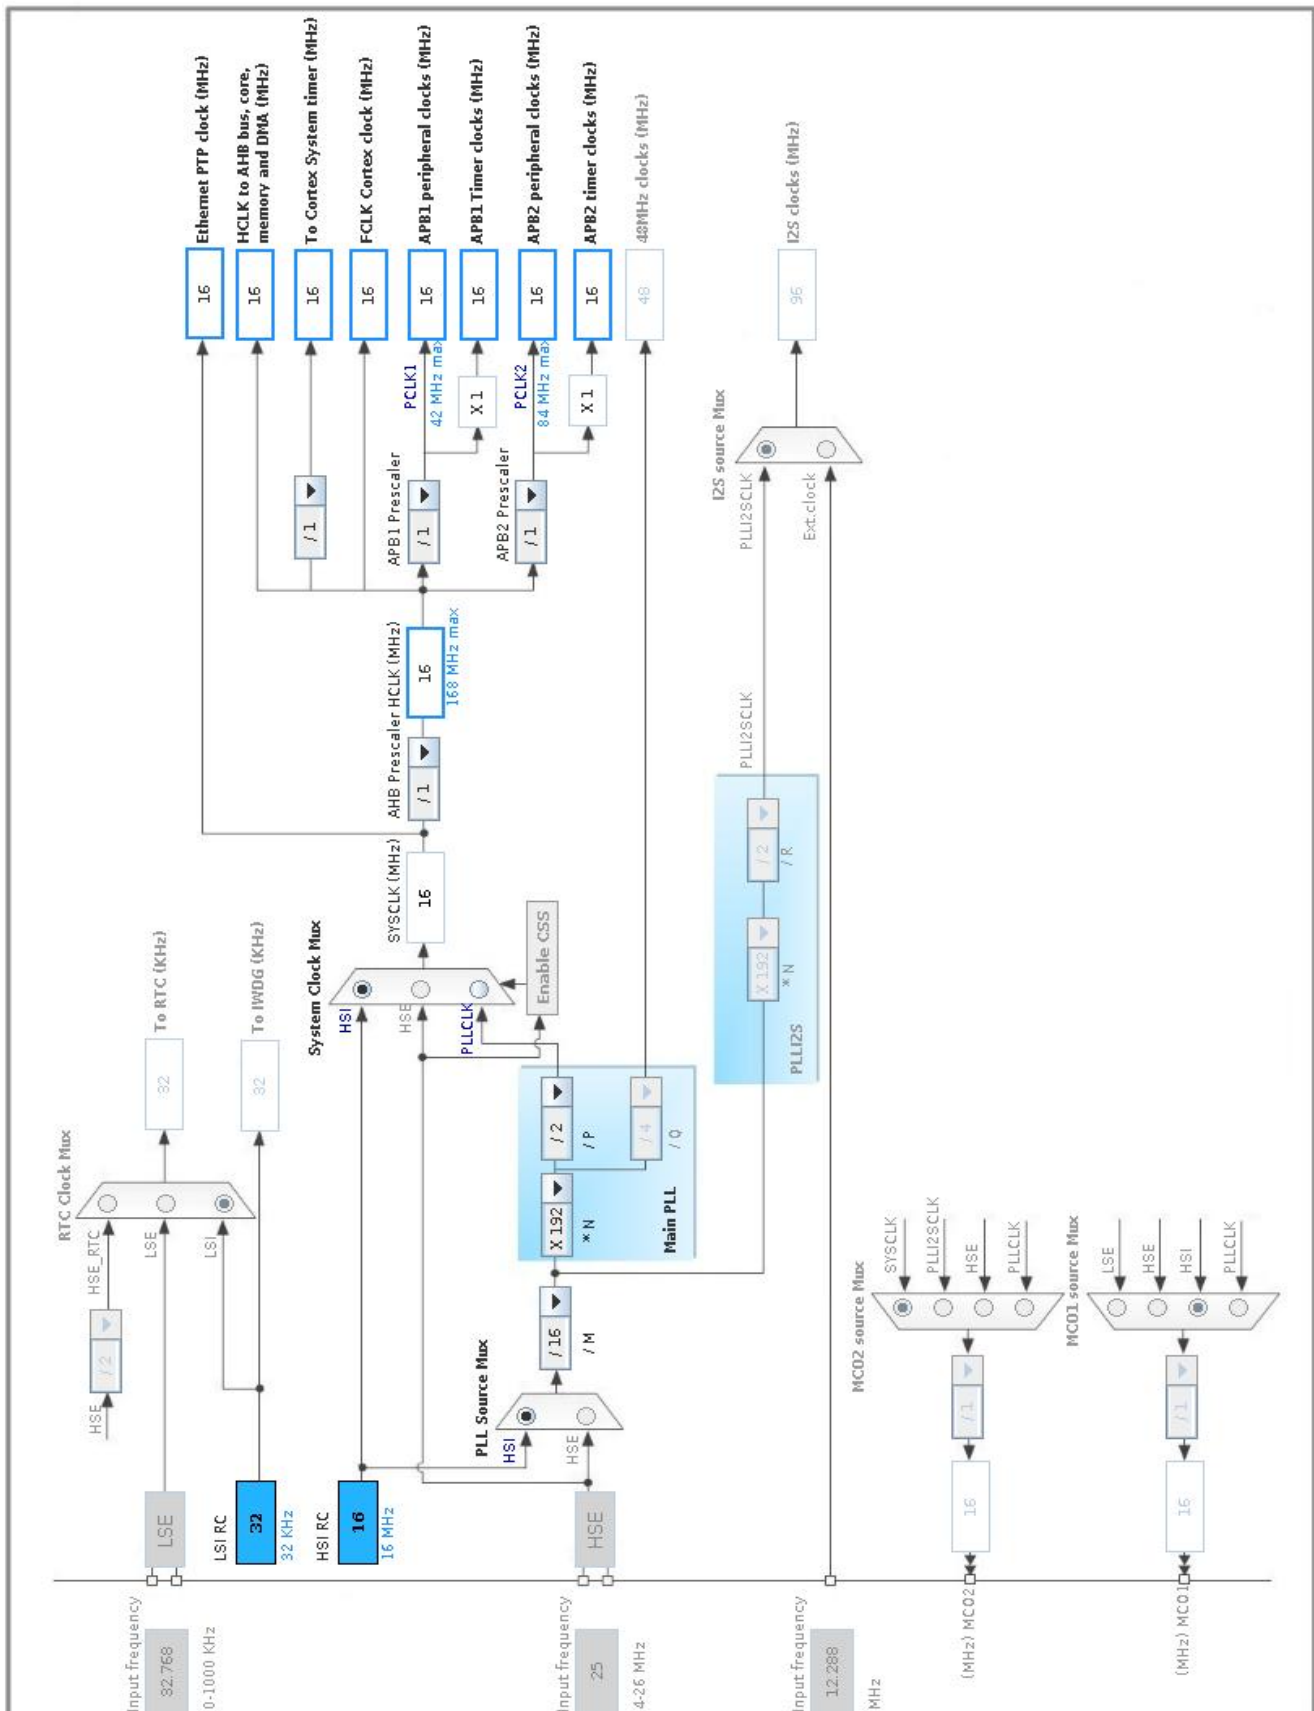 Input frequency
32.768
0-1000 KHz
LSE
HSE
/ 2
HSE_RTC
LSE
LSI
RTC Clock Mux
32
To RTC (KHz)
LSI RC
32
32 KHz
32
To IWDG (KHz)
HSI RC
16
16 MHz
System Clock Mux
HSI
HSE
PLLCLK
Enable CSS
SYSCLK (MHz)
16
AHB Prescaler
/ 1
HCLK (MHz)
16
168 MHz max
16
Ethernet PTP clock (MHz)
16
HCLK to AHB bus, core,
memory and DMA (MHz)
/ 1
16
To Cortex System timer (MHz)
16
FCLK Cortex clock (MHz)
APB1 Prescaler
/ 1
PCLK1
42 MHz max
16
APB1 peripheral clocks (MHz)
X 1
16
APB1 Timer clocks (MHz)
APB2 Prescaler
/ 1
PCLK2
84 MHz max
16
APB2 peripheral clocks (MHz)
X 1
16
APB2 timer clocks (MHz)
48
48MHz clocks (MHz)
Input frequency
25
4-26 MHz
HSE
PLL Source Mux
HSI
HSE
/ 16
/ M
X 192
* N
/ 2
/ P
/ 4
/ Q
Main PLL
PLLI2S
X 192
* N
/ 2
/ R
PLLI2SCLK
I2S source Mux
PLLI2SCLK
Ext.clock
96
I2S clocks (MHz)
Input frequency
12.288
MHz
MCO2 source Mux
SYSCLK
PLLI2SCLK
HSE
PLLCLK
/ 1
16
(MHz) MCO2
MCO1 source Mux
LSE
HSE
HSI
PLLCLK
/ 1
16
(MHz) MCO1